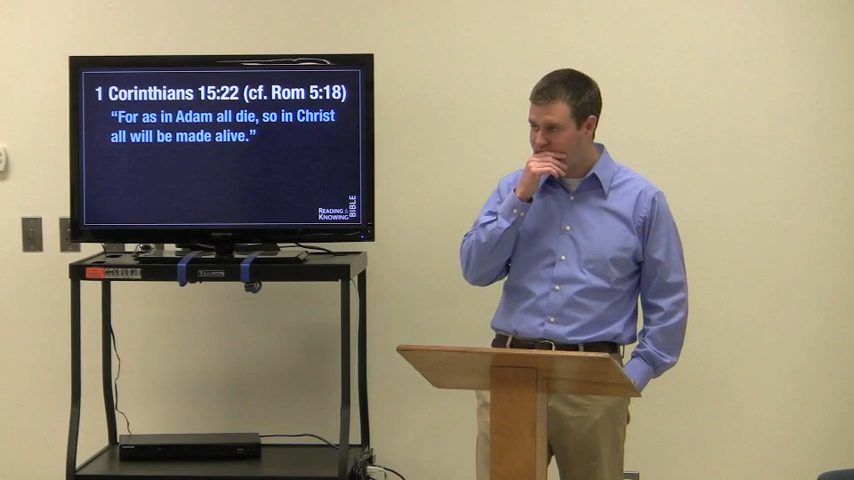 1 Corinthians 15:22 (cf. Rom 5:18)
“For as in Adam all die, so in Christ
all will be made alive.”
READING &
KNOWING
BIBLE